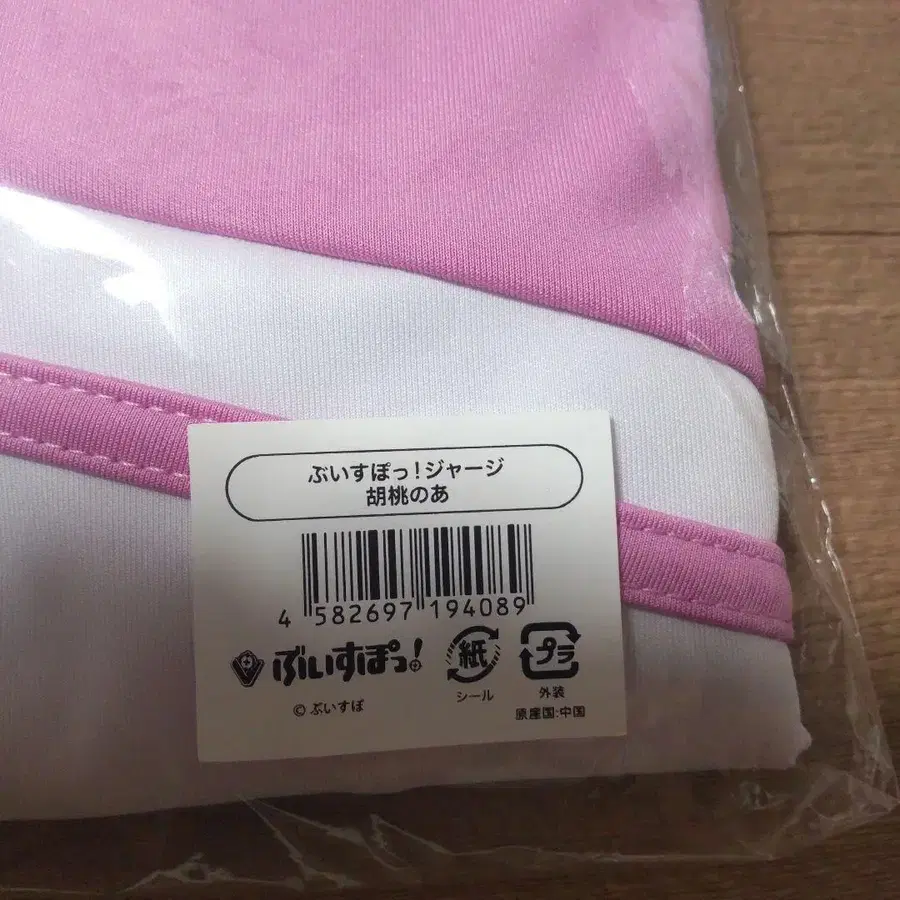 ぶいすぽっ!ジャージ
胡桃のあ
4 582697 194089
ぶいすぽっ!
紙
プラ
シール
外装
© ぶいすぽ
原産国:中国